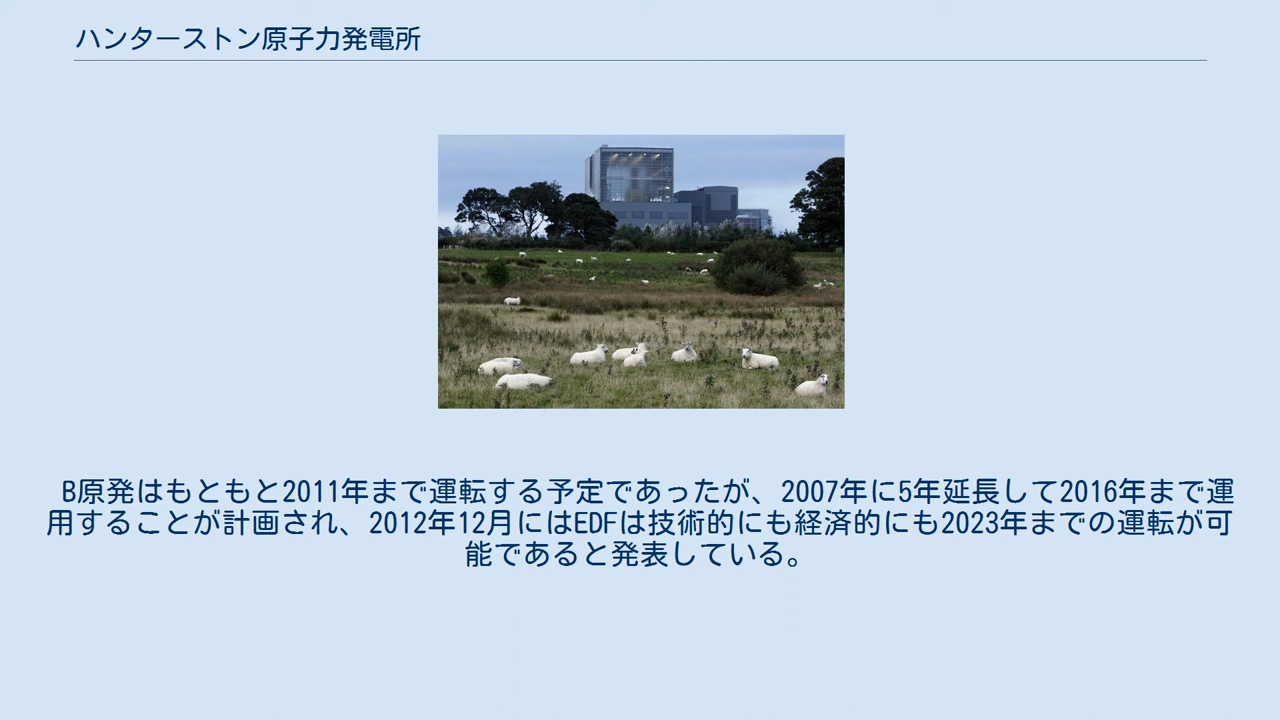 ハンターストン原子力発電所
B原発はもともと2011年まで運転する予定であったが、2007年に5年延長して2016年まで運
用することが計画され、2012年12月にはEDFは技術的にも経済的にも2023年までの運転が可
能であると発表している。